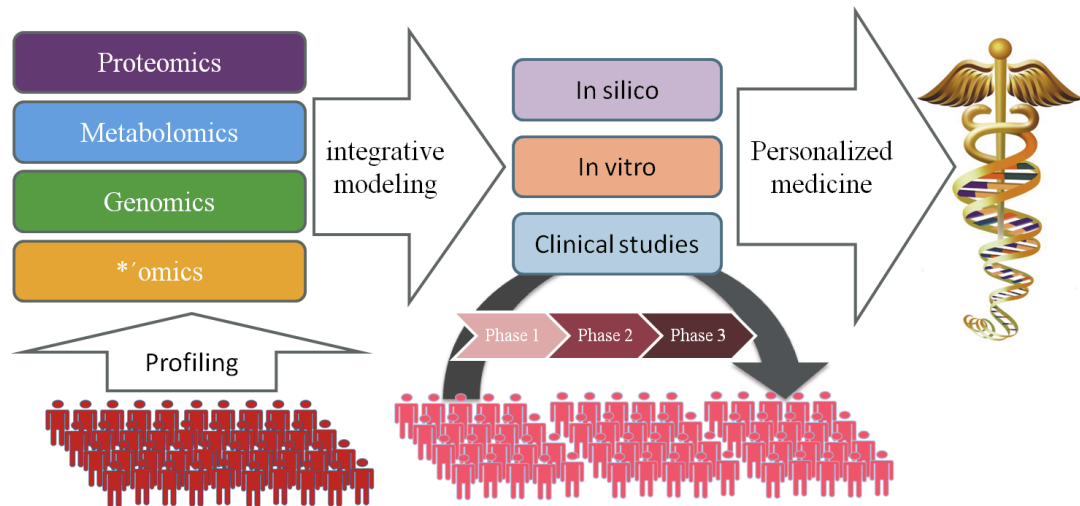 Proteomics
Metabolomics
Genomics
*´omics
Profiling
integrative
modeling
In silico
In vitro
Clinical studies
Phase 1
Phase 2
Phase 3
Personalized
medicine